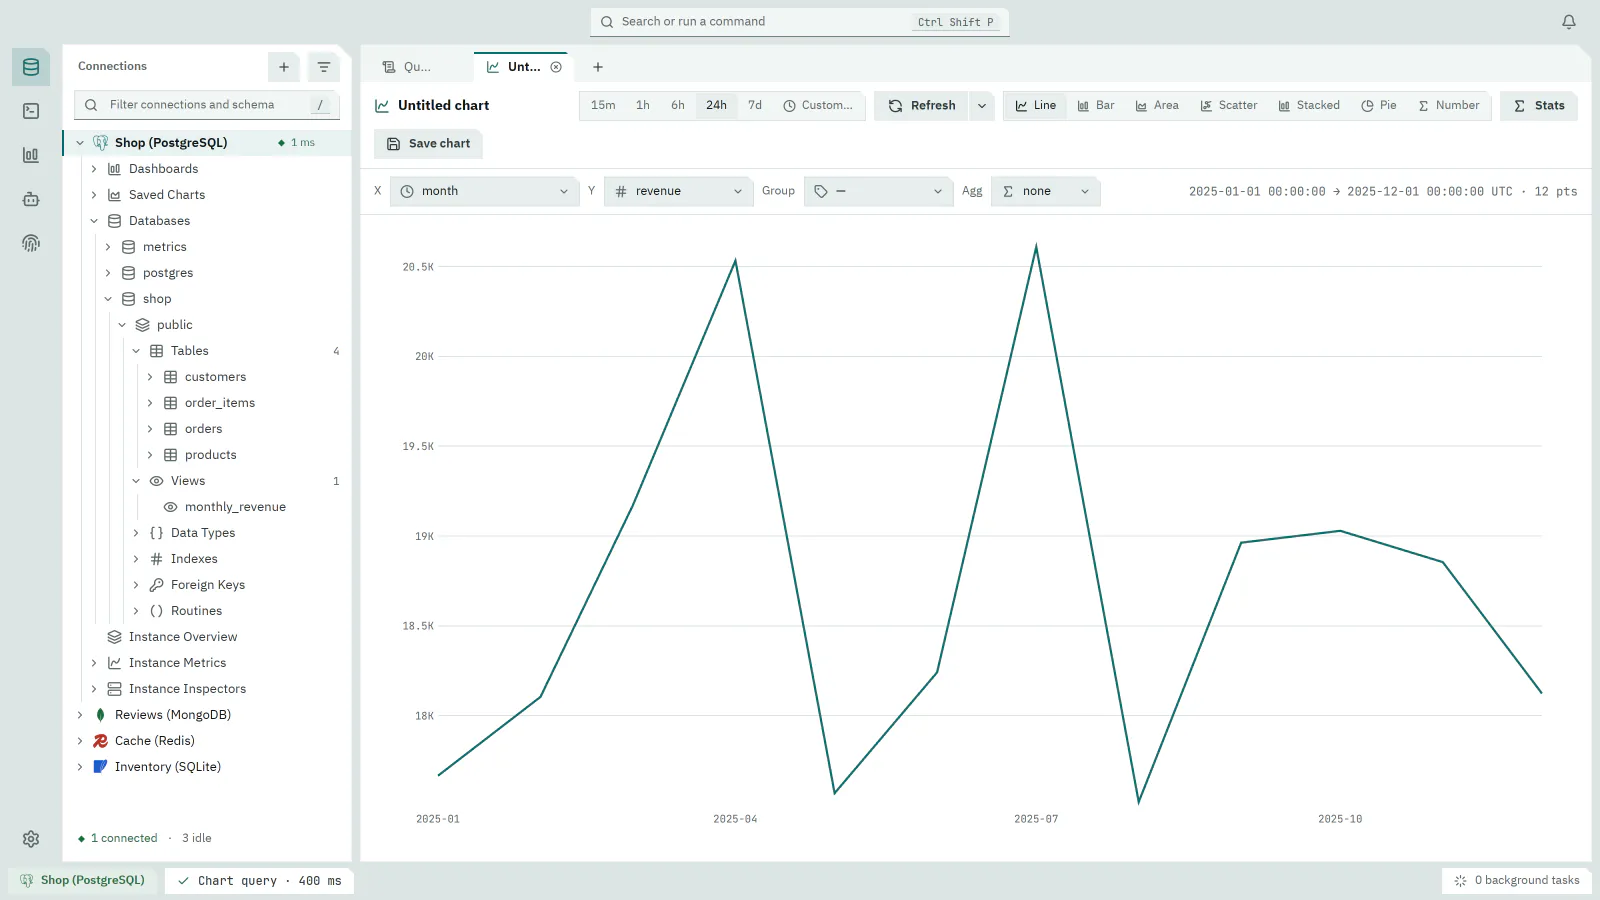 Search or run a command
Ctrl Shift P
Connections
Filter connections and schema
/
Shop (PostgreSQL)
1 ms
Dashboards
Saved Charts
Databases
metrics
postgres
shop
public
Tables
4
customers
order_items
orders
products
Views
1
monthly_revenue
Data Types
Indexes
Foreign Keys
Routines
Instance Overview
Instance Metrics
Instance Inspectors
Reviews (MongoDB)
Cache (Redis)
Inventory (SQLite)
1 connected · 3 idle
Qu...
Unt...
Untitled chart
15m 1h 6h 24h 7d Custom...
Refresh
Line Bar Area Scatter Stacked Pie Number
Stats
Save chart
X month Y revenue Group — Agg none
2025-01-01 00:00:00 → 2025-12-01 00:00:00 UTC · 12 pts
20.5K
20K
19.5K
19K
18.5K
18K
2025-01 2025-04 2025-07 2025-10
Shop (PostgreSQL)
Chart query · 400 ms
0 background tasks